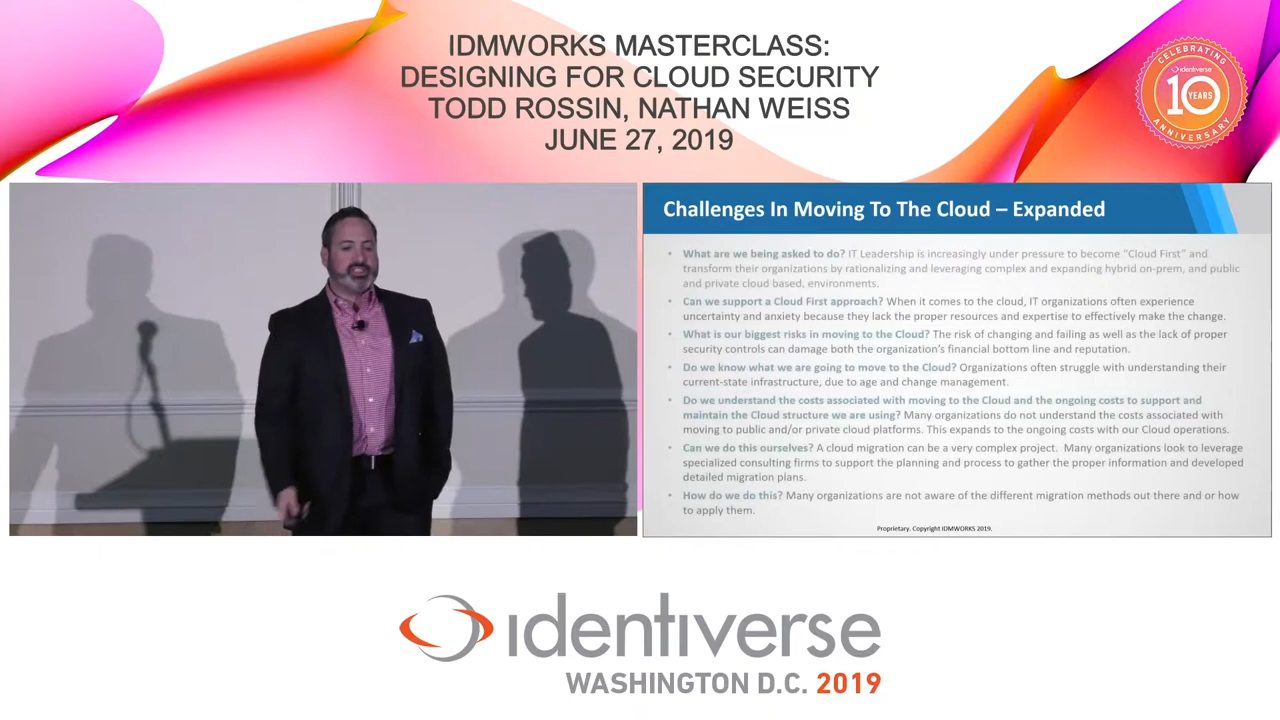 IDMWORKS MASTERCLASS:
DESIGNING FOR CLOUD SECURITY
TODD ROSSIN, NATHAN WEISS
JUNE 27, 2019
CELEBRATING
identiverse
10
YEARS
ANNIVERSARY
Challenges In Moving To The Cloud – Expanded
• What are we being asked to do? IT Leadership is increasingly under pressure to become “Cloud First” and
transform their organizations by rationalizing and leveraging complex and expanding hybrid on-prem, and public
and private cloud based, environments.
• Can we support a Cloud First approach? When it comes to the cloud, IT organizations often experience
uncertainty and anxiety because they lack the proper resources and expertise to effectively make the change.
• What is our biggest risks in moving to the Cloud? The risk of changing and failing as well as the lack of proper
security controls can damage both the organization’s financial bottom line and reputation.
• Do we know what we are going to move to the Cloud? Organizations often struggle with understanding their
current-state infrastructure, due to age and change management.
• Do we understand the costs associated with moving to the Cloud and the ongoing costs to support and
maintain the Cloud structure we are using? Many organizations do not understand the costs associated with
moving to public and/or private cloud platforms. This expands to the ongoing costs with our Cloud operations.
• Can we do this ourselves? A cloud migration can be a very complex project. Many organizations look to leverage
specialized consulting firms to support the planning and process to gather the proper information and developed
detailed migration plans.
• How do we do this? Many organizations are not aware of the different migration methods out there and or how
to apply them.
Proprietary. Copyright IDMWORKS 2019.
identiverse
WASHINGTON D.C. 2019